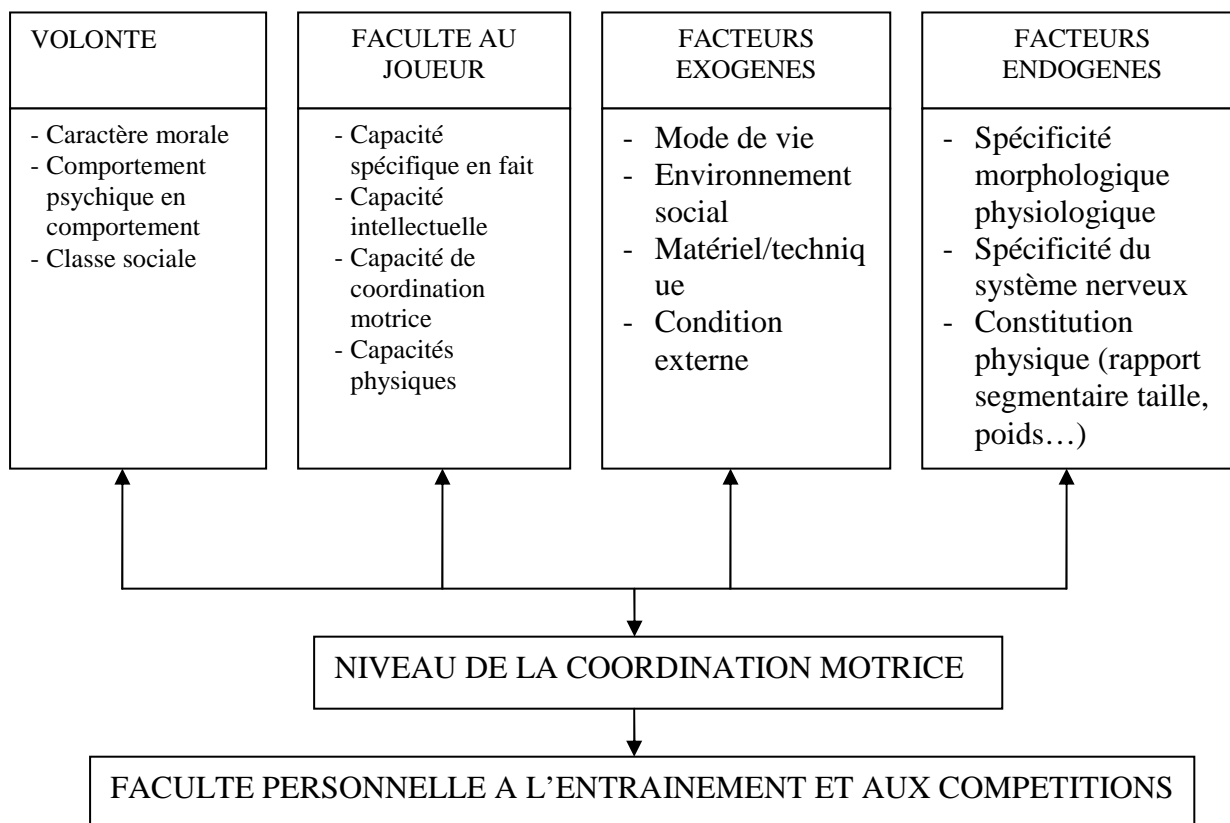 VOLONTE
- Caractère morale
- Comportement
psychique en
comportement
- Classe sociale
FACULTE AU
JOUEUR
- Capacité
spécifique en fait
- Capacité
intellectuelle
- Capacité de
coordination
motrice
- Capacités
physiques
FACTEURS
EXOGENES
- Mode de vie
- Environnement
social
- Matériel/techniq
ue
- Condition
externe
FACTEURS
ENDOGENES
- Spécificité
morphologique
physiologique
- Spécificité du
système nerveux
- Constitution
physique (rapport
segmentaire taille,
poids…)
NIVEAU DE LA COORDINATION MOTRICE
FACULTE PERSONNELLE A L’ENTRAINEMENT ET AUX COMPETITIONS